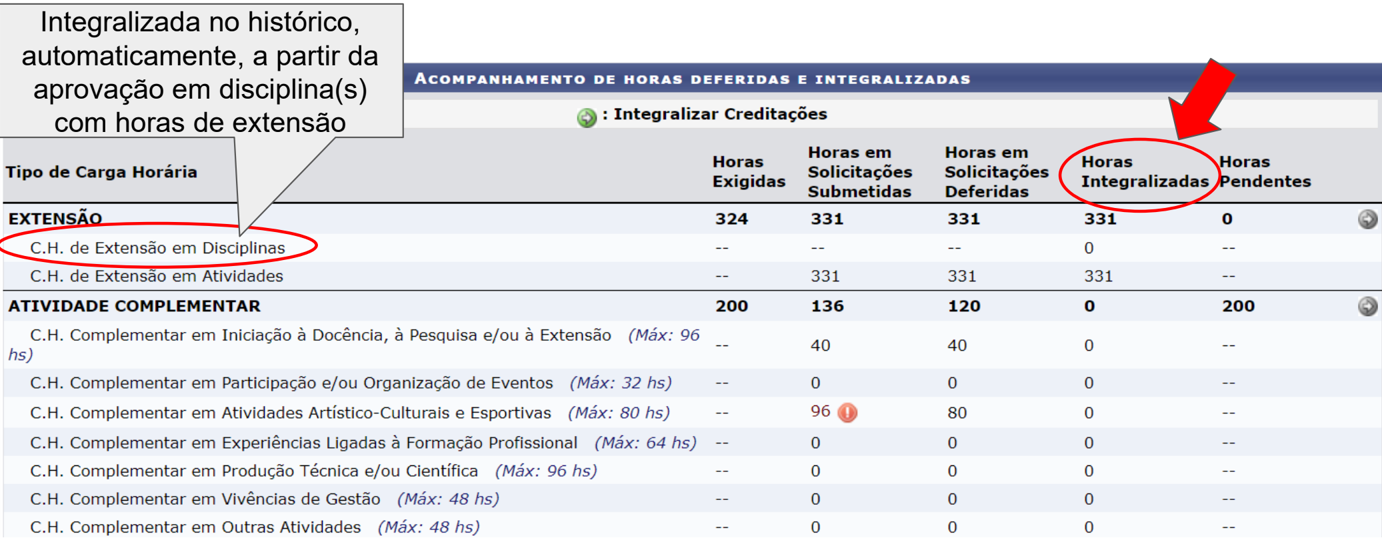 Integralizada no histórico,
automaticamente, a partir da
aprovação em disciplina(s)
com horas de extensão
ACOMPANHAMENTO DE HORAS DEFERIDAS E INTEGRALIZADAS
: Integralizar Creditações
Tipo de Carga Horária Horas Exigidas Horas em Solicitações Submetidas Horas em Solicitações Deferidas Horas Integralizadas Horas Pendentes
EXTENSÃO 324 331 331 331 0
C.H. de Extensão em Disciplinas -- -- -- 0 --
C.H. de Extensão em Atividades -- 331 331 331 --
ATIVIDADE COMPLEMENTAR 200 136 120 0 200
C.H. Complementar em Iniciação à Docência, à Pesquisa e/ou à Extensão (Máx: 96 hs) -- 40 40 0 --
C.H. Complementar em Participação e/ou Organização de Eventos (Máx: 32 hs) -- 0 0 0 --
C.H. Complementar em Atividades Artístico-Culturais e Esportivas (Máx: 80 hs) -- 96 80 0 --
C.H. Complementar em Experiências Ligadas à Formação Profissional (Máx: 64 hs) -- 0 0 0 --
C.H. Complementar em Produção Técnica e/ou Científica (Máx: 96 hs) -- 0 0 0 --
C.H. Complementar em Vivências de Gestão (Máx: 48 hs) -- 0 0 0 --
C.H. Complementar em Outras Atividades (Máx: 48 hs) -- 0 0 0 --